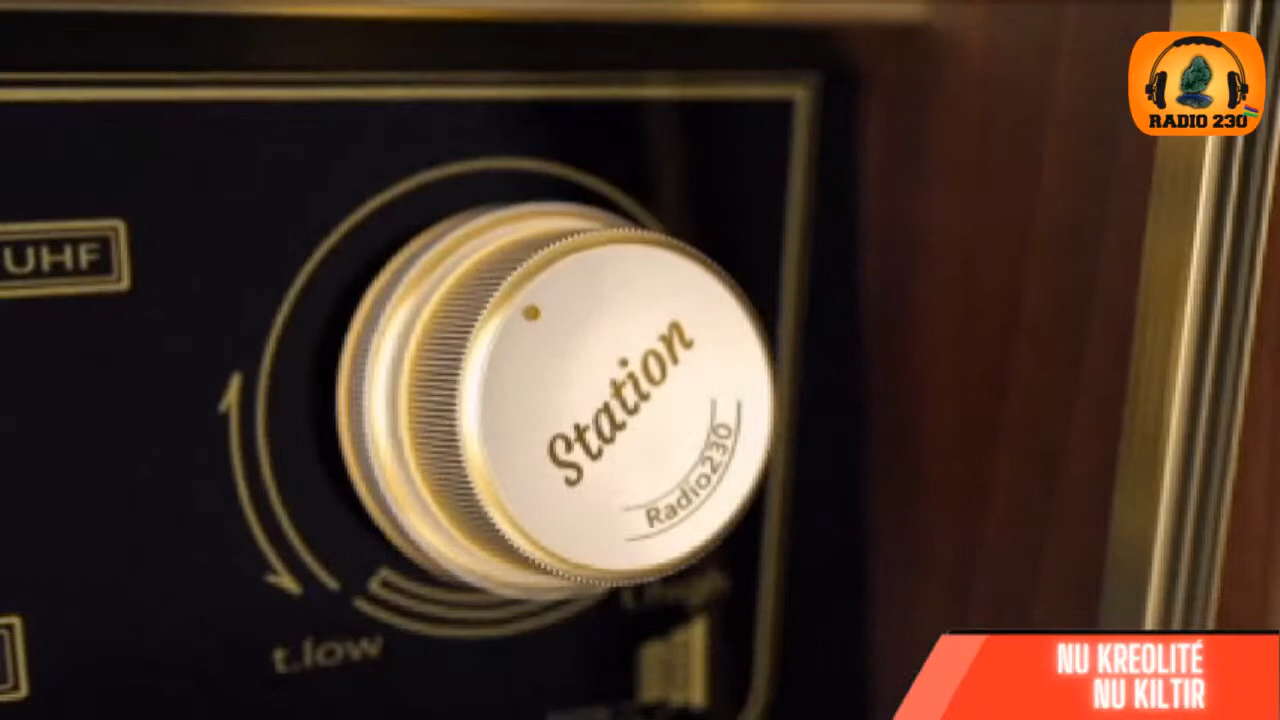 RADIO 230
UHF
Station
Radio230
t.low
NU KREOLITÉ
NU KILTIR